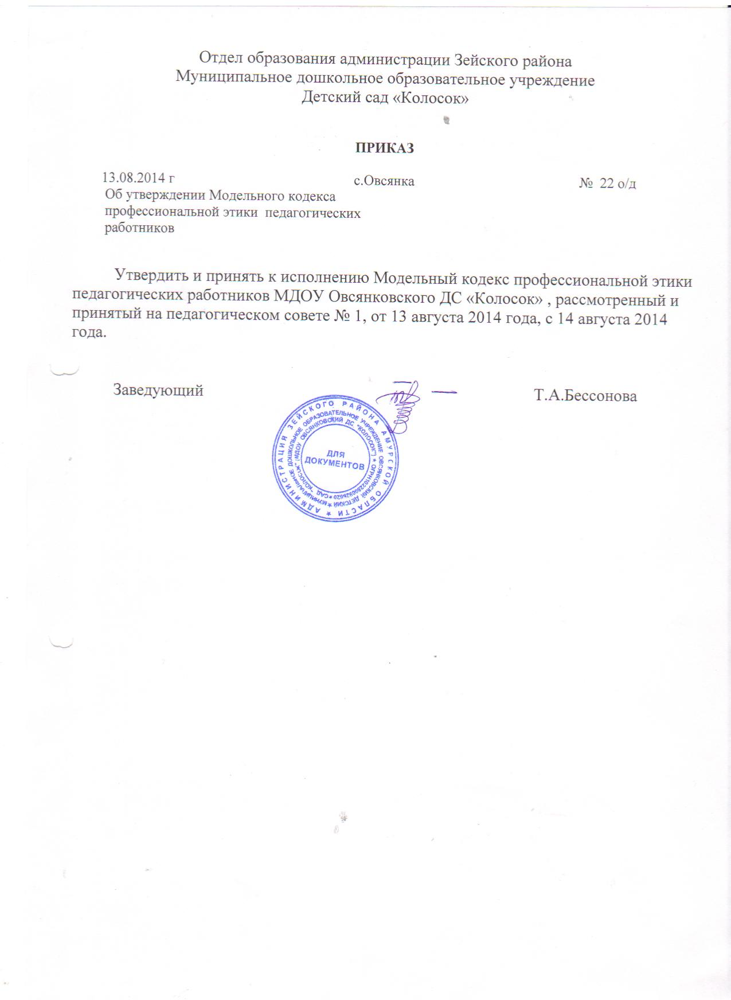 Отдел образования администрации Зейского района
Муниципальное дошкольное образовательное учреждение
Детский сад «Колосок»
ПРИКАЗ
13.08.2014 г с.Овсянка № 22 о/д
Об утверждении Модельного кодекса
профессиональной этики педагогических
работников
Утвердить и принять к исполнению Модельный кодекс профессиональной этики
педагогических работников МДОУ Овсянковского ДС «Колосок» , рассмотренный и
принятый на педагогическом совете № 1, от 13 августа 2014 года, с 14 августа 2014
года.
Заведующий Т.А.Бессонова
АДМИНИСТРАЦИЯ ЗЕЙСКОГО РАЙОНА АМУРСКОЙ ОБЛАСТИ
МУНИЦИПАЛЬНОЕ ДОШКОЛЬНОЕ ОБРАЗОВАТЕЛЬНОЕ УЧРЕЖДЕНИЕ ОВСЯНКОВСКИЙ ДЕТСКИЙ
САД "КОЛОСОК" (МДОУ ОВСЯНКОВСКИЙ ДС "КОЛОСОК")
ДЛЯ
ДОКУМЕНТОВ